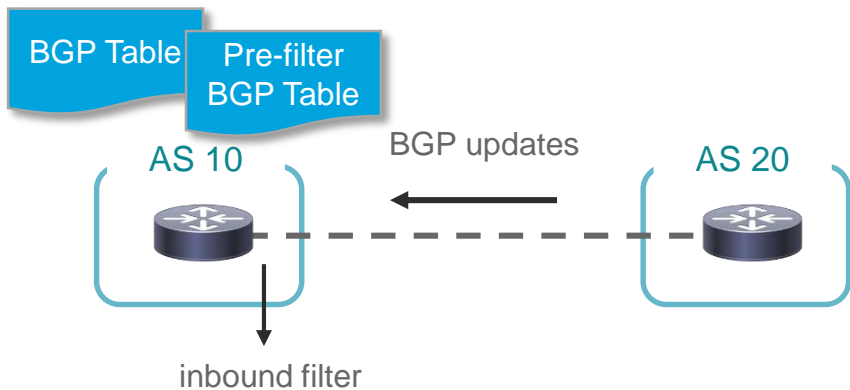 BGP Table
Pre-filter
BGP Table
AS 10
BGP updates
AS 20
inbound filter